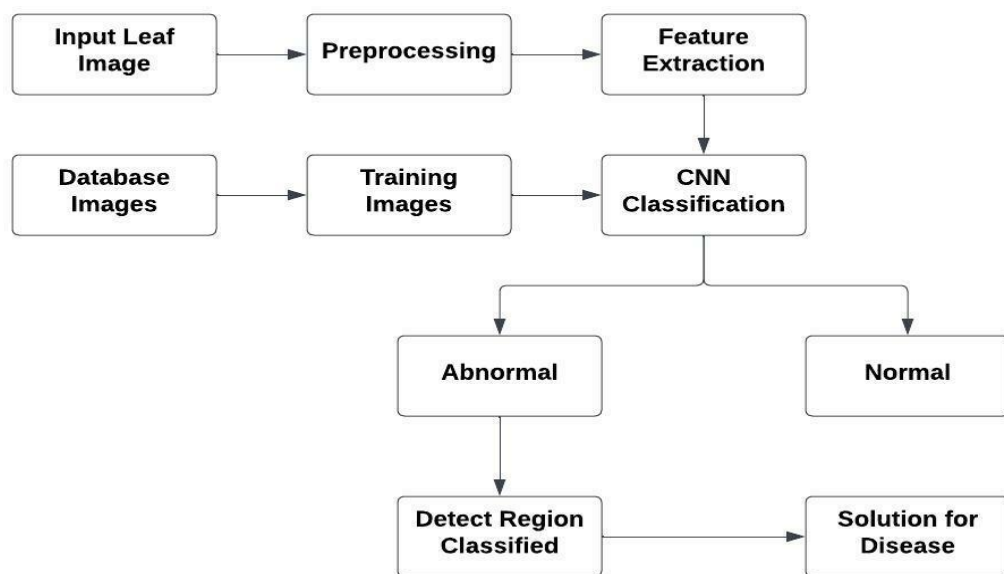 Input Leaf
Image
Preprocessing
Feature
Extraction
Database
Images
Training
Images
CNN
Classification
Abnormal
Normal
Detect Region
Classified
Solution for
Disease